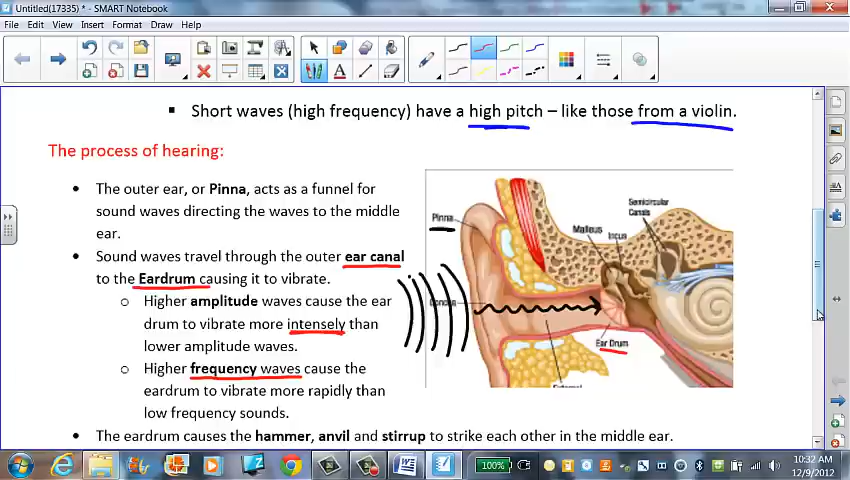 Untitled(17335) * - SMART Notebook
File Edit View Insert Format Draw Help
▪ Short waves (high frequency) have a high pitch – like those from a violin.
The process of hearing:
• The outer ear, or Pinna, acts as a funnel for
sound waves directing the waves to the middle
ear.
• Sound waves travel through the outer ear canal
to the Eardrum causing it to vibrate.
o Higher amplitude waves cause the ear
drum to vibrate more intensely than
lower amplitude waves.
o Higher frequency waves cause the
eardrum to vibrate more rapidly than
low frequency sounds.
• The eardrum causes the hammer, anvil and stirrup to strike each other in the middle ear.
Semicircular
Canals
Pinna
Malleus
Incus
Ear Drum
External
100%
10:32 AM
12/9/2012